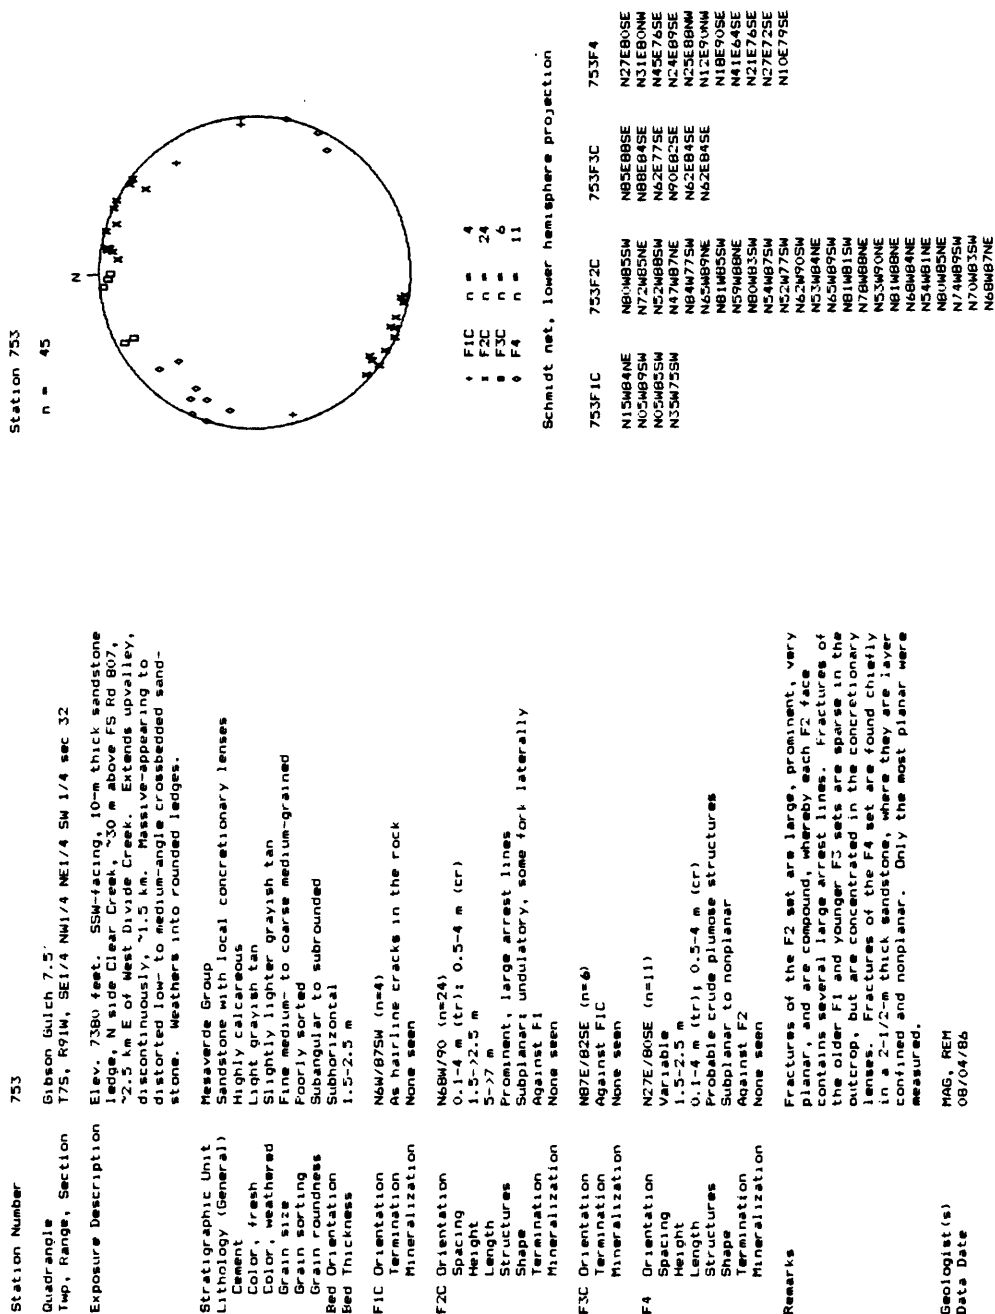 Station Number 753
Quadrangle Gibson Gulch 7.5'
Twp, Range, Section T7S, R91W, SE1/4 NW1/4 NE1/4 SW 1/4 sec 32
Exposure Description Elev. 7380 feet. SSW-facing, 10-m thick sandstone
ledge, N side Clear Creek, ~30 m above FS Rd 807,
~2.5 km E of West Divide Creek. Extends upvalley,
discontinuously, ~1.5 km. Massive-appearing to
distorted low- to medium-angle crossbedded sand-
stone. Weathers into rounded ledges.
Stratigraphic Unit Mesaverde Group
Lithology (General) Sandstone with local concretionary lenses
Cement Highly calcareous
Color, fresh Light grayish tan
Color, weathered Slightly lighter grayish tan
Grain size Fine medium- to coarse medium-grained
Grain sorting Poorly sorted
Grain roundness Subangular to subrounded
Bed Orientation Subhorizontal
Bed Thickness 1.5-2.5 m
F1C Orientation N6W/87SW (n=4)
Termination As hairline cracks in the rock
Mineralization None seen
F2C Orientation N68W/90 (n=24)
Spacing 0.1-4 m (tr); 0.5-4 m (cr)
Height 1.5->2.5 m
Length 5->7 m
Structures Prominent, large arrest lines
Shape Subplanar; undulatory, some fork laterally
Termination Against F1
Mineralization None seen
F3C Orientation N87E/82SE (n=6)
Termination Against F1C
Mineralization None seen
F4 Orientation N27E/80SE (n=11)
Spacing Variable
Height 1.5-2.5 m
Length 0.1-4 m (tr); 0.5-4 m (cr)
Structures Probable crude plumose structures
Shape Subplanar to nonplanar
Termination Against F2
Mineralization None seen
Remarks Fractures of the F2 set are large, prominent, very
planar, and are compound, whereby each F2 face
contains several large arrest lines. Fractures of
the older F1 and younger F3 sets are sparse in the
outcrop, but are concentrated in the concretionary
lenses. Fractures of the F4 set are found chiefly
in a 2-1/2-m thick sandstone, where they are layer
confined and nonplanar. Only the most planar were
measured.
Geologist(s) MAG, REM
Data Date 08/04/86
Station 753
n = 45
N
+ F1C n = 4
x F2C n = 24
¤ F3C n = 6
◊ F4 n = 11
Schmidt net, lower hemisphere projection
753F1C 753F2C 753F3C 753F4
N15W84NE N80W85SW N85E88SE N27E80SE
N05W89SW N72W85NE N88E84SE N31E80NW
N05W85SW N52W88SW N62E77SE N45E76SE
N35W75SW N47W87NE N90E82SE N24E89SE
N84W77SW N62E84SE N25E88NW
N65W89NE N62E84SE N12E90NW
N81W85SW N18E90SE
N59W88NE N41E64SE
N80W83SW N21E76SE
N54W87SW N27E72SE
N52W77SW N10E79SE
N62W90SW
N53W84NE
N65W89SW
N81W81SW
N78W88NE
N53W90NE
N81W88NE
N68W84NE
N54W81NE
N80W85NE
N74W89SW
N70W83SW
N68W87NE